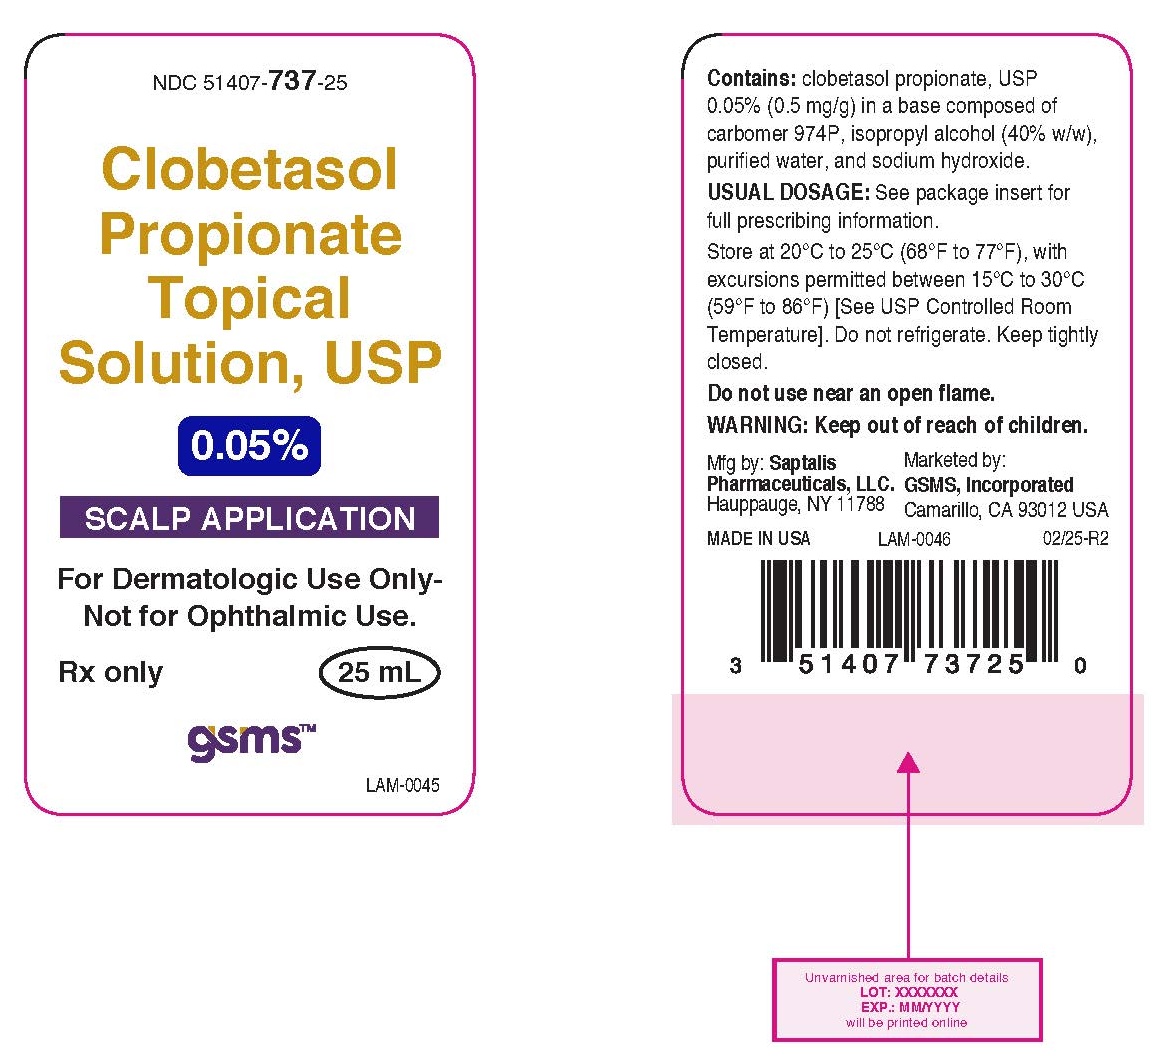 NDC 51407-737-25
Clobetasol
Propionate
Topical
Solution, USP
0.05%
SCALP APPLICATION
For Dermatologic Use Only-
Not for Ophthalmic Use.
Rx only
25 mL
gsms™
LAM-0045
Contains: clobetasol propionate, USP
0.05% (0.5 mg/g) in a base composed of
carbomer 974P, isopropyl alcohol (40% w/w),
purified water, and sodium hydroxide.
USUAL DOSAGE: See package insert for
full prescribing information.
Store at 20°C to 25°C (68°F to 77°F), with
excursions permitted between 15°C to 30°C
(59°F to 86°F) [See USP Controlled Room
Temperature]. Do not refrigerate. Keep tightly
closed.
Do not use near an open flame.
WARNING: Keep out of reach of children.
Mfg by: Saptalis
Pharmaceuticals, LLC.
Hauppauge, NY 11788
Marketed by:
GSMS, Incorporated
Camarillo, CA 93012 USA
MADE IN USA LAM-0046 02/25-R2
3 51407 73725 0
Unvarnished area for batch details
LOT: XXXXXXX
EXP.: MM/YYYY
will be printed online